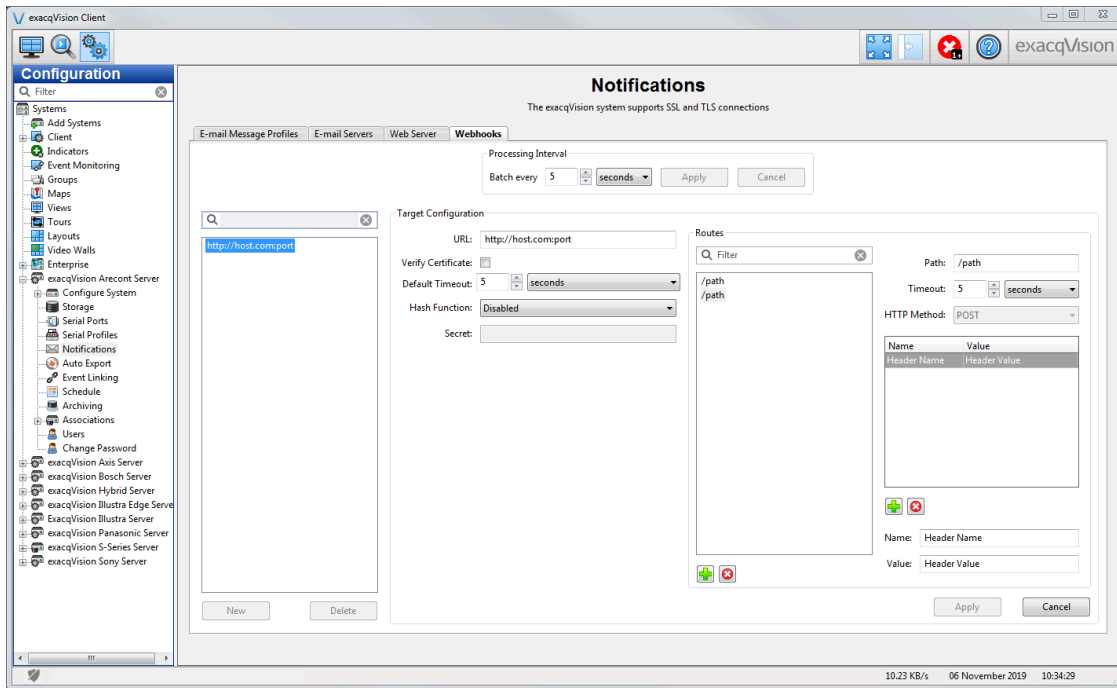 exacqVision Client
1+
exacqVision
Configuration
Filter
Systems
Add Systems
Client
Indicators
Event Monitoring
Groups
Maps
Views
Tours
Layouts
Video Walls
Enterprise
exacqVision Arecont Server
Configure System
Storage
Serial Ports
Serial Profiles
Notifications
Auto Export
Event Linking
Schedule
Archiving
Associations
Users
Change Password
exacqVision Axis Server
exacqVision Bosch Server
exacqVision Hybrid Server
exacqVision Illustra Edge Serve
ExacqVision Illustra Server
exacqVision Panasonic Server
exacqVision S-Series Server
exacqVision Sony Server
Notifications
The exacqVision system supports SSL and TLS connections
E-mail Message Profiles E-mail Servers Web Server Webhooks
Processing Interval
Batch every 5 seconds Apply Cancel
http://host.com:port
New Delete
Target Configuration
URL: http://host.com:port
Verify Certificate:
Default Timeout: 5 seconds
Hash Function: Disabled
Secret:
Routes
Filter
/path
/path
Path: /path
Timeout: 5 seconds
HTTP Method: POST
Name Value
Header Name Header Value
Name: Header Name
Value: Header Value
Apply Cancel
10.23 KB/s 06 November 2019 10:34:29